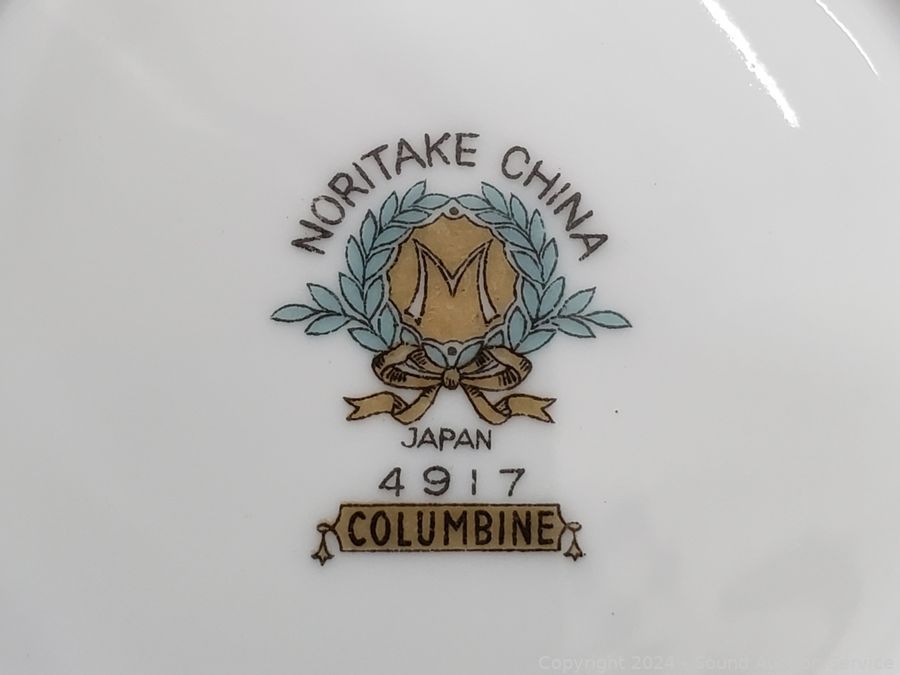 NORITAKE CHINA
M
JAPAN
4917
COLUMBINE
Copyright 2024 - Sound Auction Service